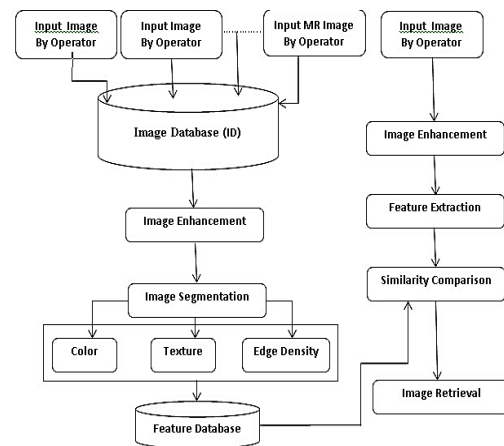 Input Image
By Operator
Input Image
By Operator
Input MR Image
By Operator
Input Image
By Operator
Image Database (ID)
Image Enhancement
Image Enhancement
Feature Extraction
Similarity Comparison
Image Segmentation
Color
Texture
Edge Density
Image Retrieval
Feature Database